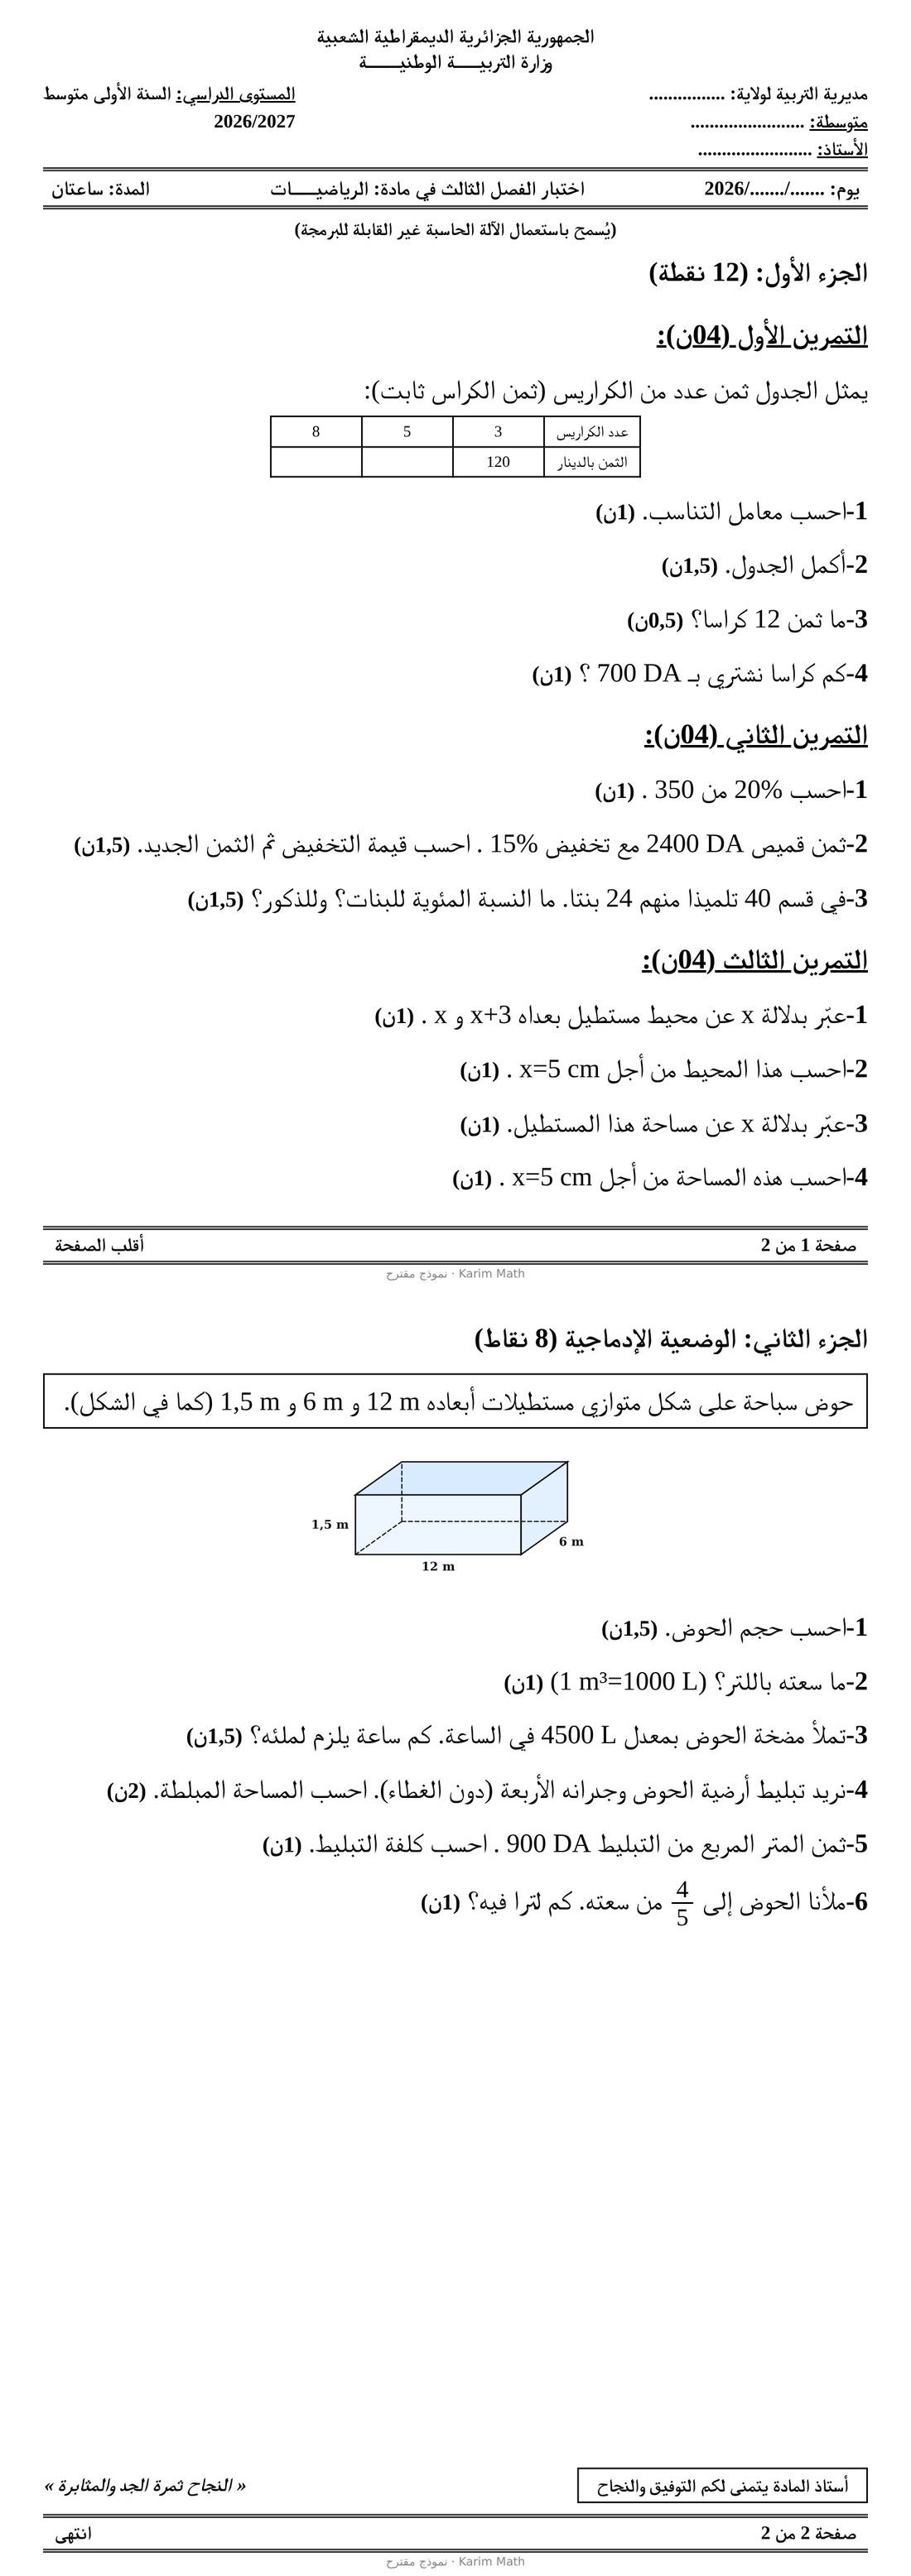 الجمهورية الجزائرية الديمقراطية الشعبية
وزارة التربيـــــة الوطنيـــــــة
مديرية التربية لولاية: ................
المستوى الدراسي: السنة الأولى متوسط
متوسطة: ........................
2026/2027
الأستاذ: ........................
يوم: ......./......./2026
اختبار الفصل الثالث في مادة: الرياضيـــــات
المدة: ساعتان
(يُسمح باستعمال الآلة الحاسبة غير القابلة للبرمجة)
الجزء الأول: (12 نقطة)
التمرين الأول (04ن):
يمثل الجدول ثمن عدد من الكراريس (ثمن الكراس ثابت):
عدد الكراريس 3 5 8
الثمن بالدينار 120
1-احسب معامل التناسب. (1ن)
2-أكمل الجدول. (1,5ن)
3-ما ثمن 12 كراسا؟ (0,5ن)
4-كم كراسا نشتري بـ 700 DA ؟ (1ن)
التمرين الثاني (04ن):
1-احسب 20% من 350 . (1ن)
2-ثمن قميص 2400 DA مع تخفيض 15% . احسب قيمة التخفيض ثم الثمن الجديد. (1,5ن)
3-في قسم 40 تلميذا منهم 24 بنتا. ما النسبة المئوية للبنات؟ وللذكور؟ (1,5ن)
التمرين الثالث (04ن):
1-عبّر بدلالة x عن محيط مستطيل بعداه x+3 و x . (1ن)
2-احسب هذا المحيط من أجل x=5 cm . (1ن)
3-عبّر بدلالة x عن مساحة هذا المستطيل. (1ن)
4-احسب هذه المساحة من أجل x=5 cm . (1ن)
صفحة 1 من 2
أقلب الصفحة
Karim Math · نموذج مقترح
الجزء الثاني: الوضعية الإدماجية (8 نقاط)
حوض سباحة على شكل متوازي مستطيلات أبعاده 12 m و 6 m و 1,5 m (كما في الشكل).
1,5 m
6 m
12 m
1-احسب حجم الحوض. (1,5ن)
2-ما سعته باللتر؟ (1 m³=1000 L) (1ن)
3-تملأ مضخة الحوض بمعدل 4500 L في الساعة. كم ساعة يلزم لملئه؟ (1,5ن)
4-نريد تبليط أرضية الحوض وجدرانه الأربعة (دون الغطاء). احسب المساحة المبلطة. (2ن)
5-ثمن المتر المربع من التبليط 900 DA . احسب كلفة التبليط. (1ن)
6-ملأنا الحوض إلى 4/5 من سعته. كم لترا فيه؟ (1ن)
أستاذ المادة يتمنى لكم التوفيق والنجاح
« النجاح ثمرة الجد والمثابرة »
صفحة 2 من 2
انتهى
Karim Math · نموذج مقترح